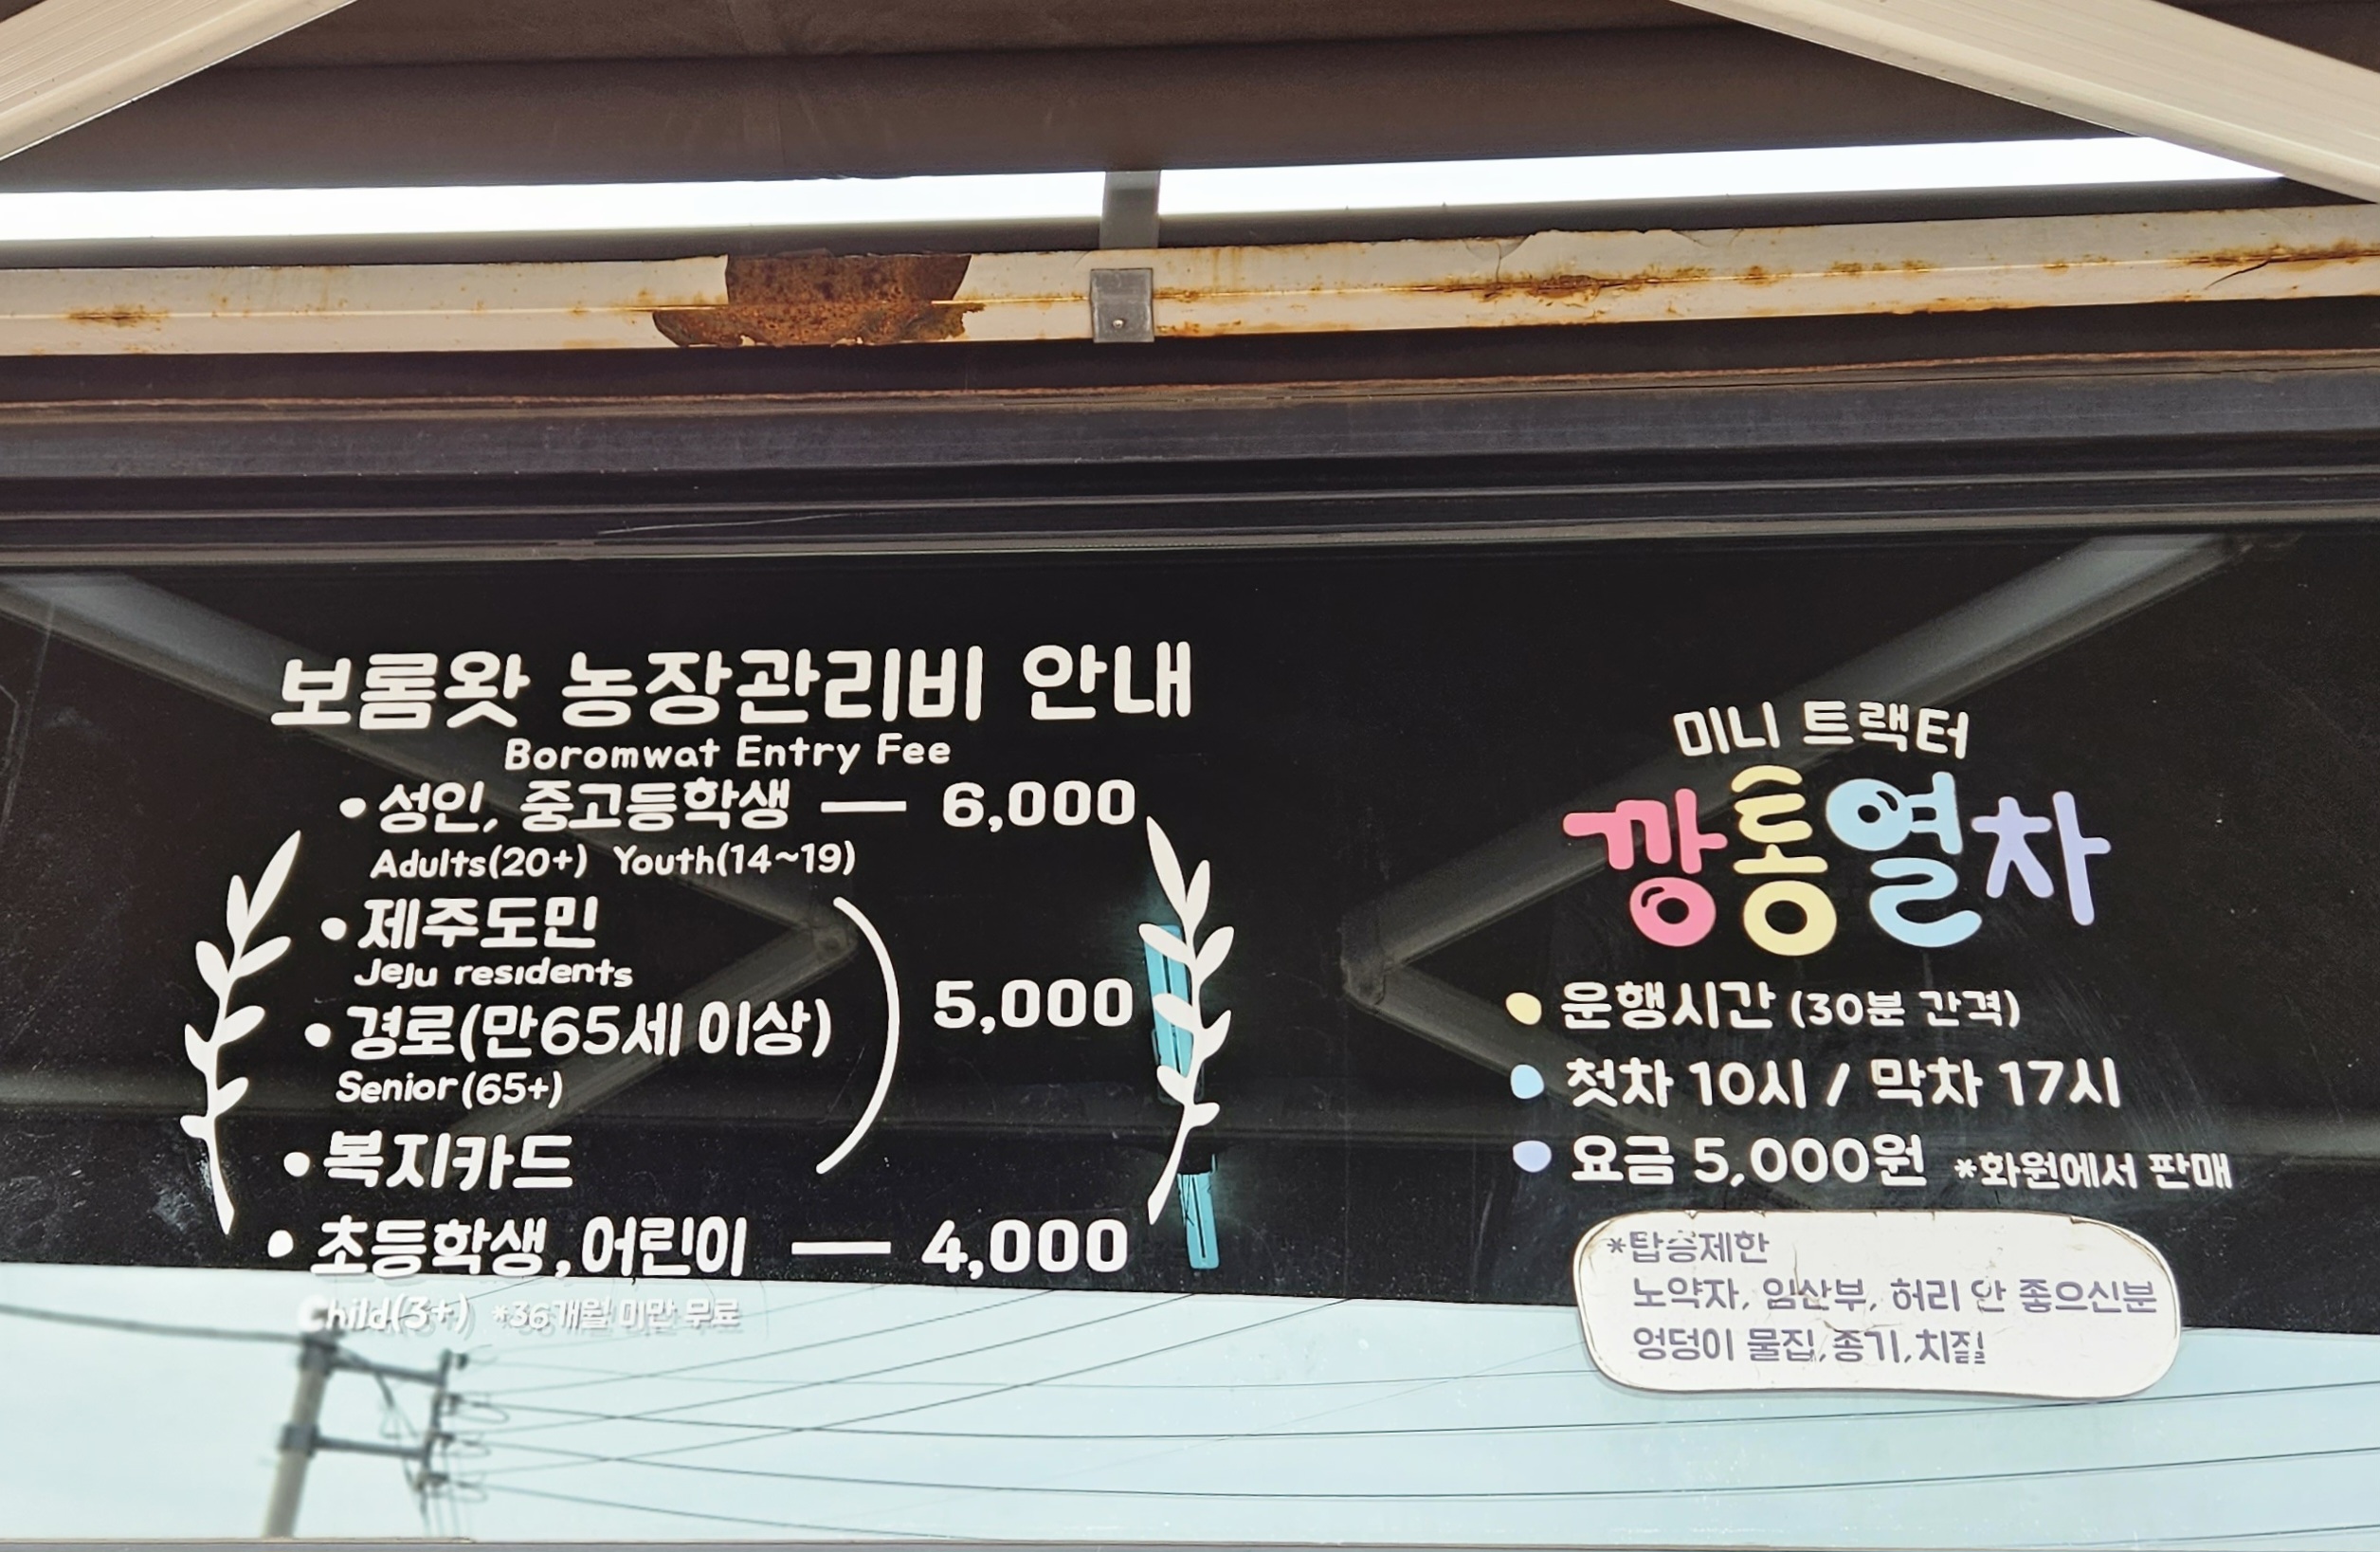 보롬왓 농장관리비 안내
Boromwat Entry Fee
•성인, 중고등학생 — 6,000
Adults(20+) Youth(14~19)
•제주도민
Jeju residents
•경로(만65세 이상)
Senior(65+)
5,000
•복지카드
•초등학생,어린이 — 4,000
Child(3+) *36개월 미만 무료
미니 트랙터
깡통열차
• 운행시간 (30분 간격)
• 첫차 10시 / 막차 17시
• 요금 5,000원 *화원에서 판매
*탑승제한
노약자, 임산부, 허리 안 좋으신분
엉덩이 물집,종기,치질